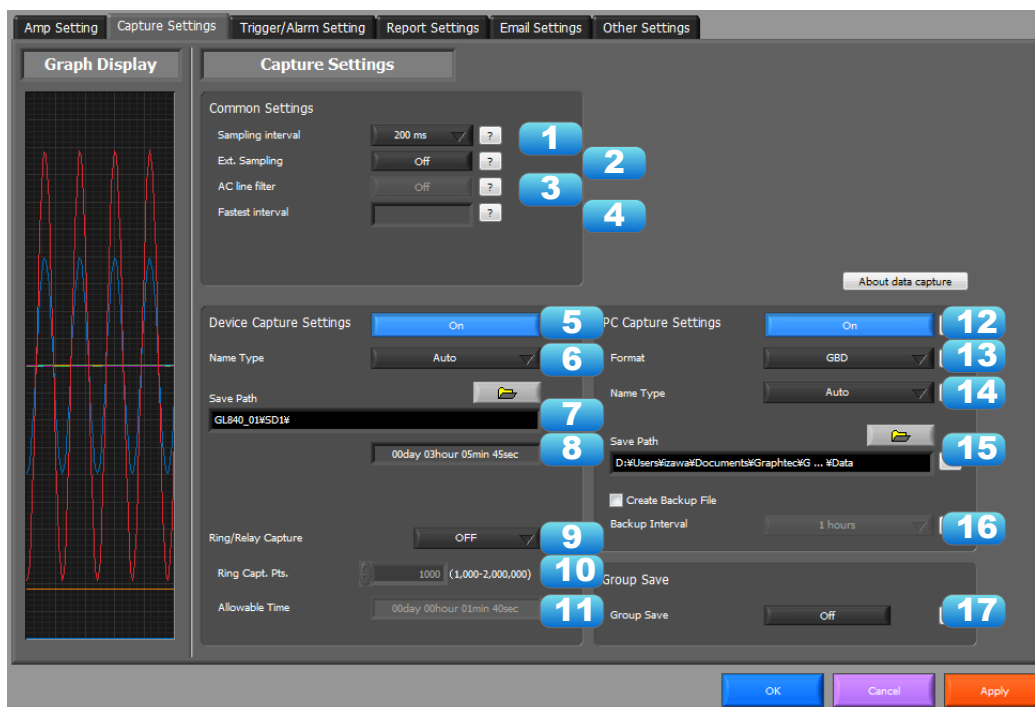 Amp Setting Capture Settings Trigger/Alarm Setting Report Settings Email Settings Other Settings
Graph Display
Capture Settings
Common Settings
Sampling interval 200 ms ? 1
Ext. Sampling Off ? 2
AC line filter Off ? 3
Fastest interval ? 4
About data capture
Device Capture Settings On 5
Name Type Auto 6
Save Path
GL840_01¥SD1¥ 7
00day 03hour 05min 45sec 8
Ring/Relay Capture OFF 9
Ring Capt. Pts. 1000 (1,000-2,000,000) 10
Allowable Time 00day 00hour 01min 40sec 11
PC Capture Settings On 12
Format GBD 13
Name Type Auto 14
Save Path
D:¥Users¥izawa¥Documents¥Graphtec¥G ... ¥Data 15
Create Backup File
Backup Interval 1 hours 16
Group Save
Group Save Off 17
OK Cancel Apply